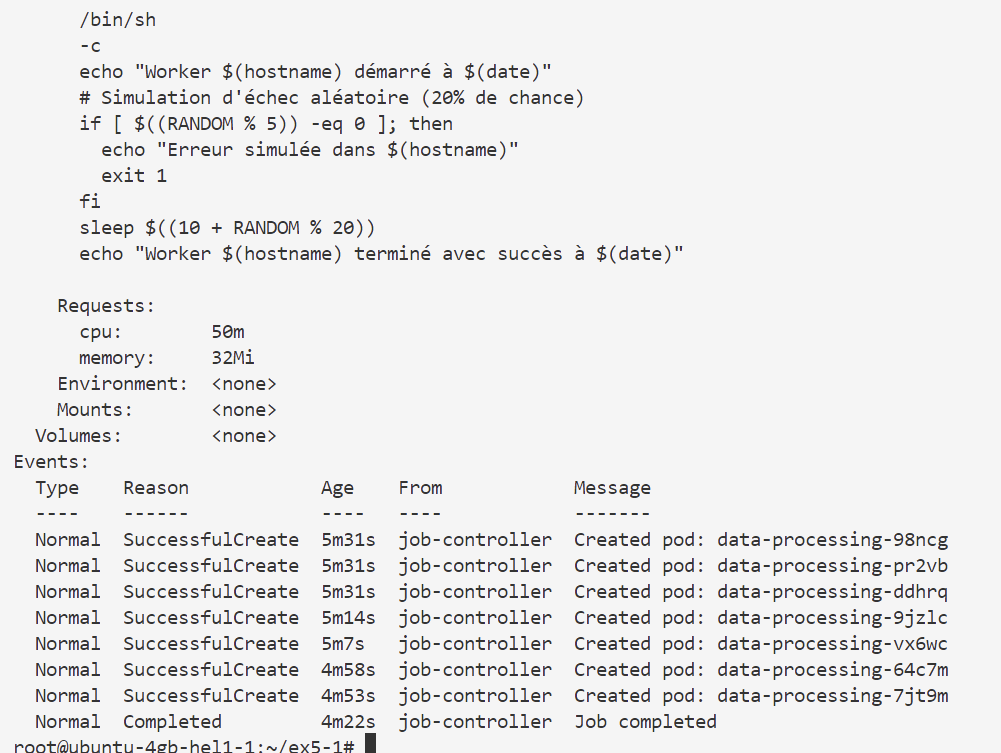 /bin/sh
-c
echo "Worker $(hostname) démarré à $(date)"
# Simulation d'échec aléatoire (20% de chance)
if [ $((RANDOM % 5)) -eq 0 ]; then
echo "Erreur simulée dans $(hostname)"
exit 1
fi
sleep $((10 + RANDOM % 20))
echo "Worker $(hostname) terminé avec succès à $(date)"
Requests:
cpu: 50m
memory: 32Mi
Environment: <none>
Mounts: <none>
Volumes: <none>
Events:
Type Reason Age From Message
---- ------ ---- ---- -------
Normal SuccessfulCreate 5m31s job-controller Created pod: data-processing-98ncg
Normal SuccessfulCreate 5m31s job-controller Created pod: data-processing-pr2vb
Normal SuccessfulCreate 5m31s job-controller Created pod: data-processing-ddhrq
Normal SuccessfulCreate 5m14s job-controller Created pod: data-processing-9jzlc
Normal SuccessfulCreate 5m7s job-controller Created pod: data-processing-vx6wc
Normal SuccessfulCreate 4m58s job-controller Created pod: data-processing-64c7m
Normal SuccessfulCreate 4m53s job-controller Created pod: data-processing-7jt9m
Normal Completed 4m22s job-controller Job completed
root@ubuntu-4gb-hel1-1:~/ex5-1#